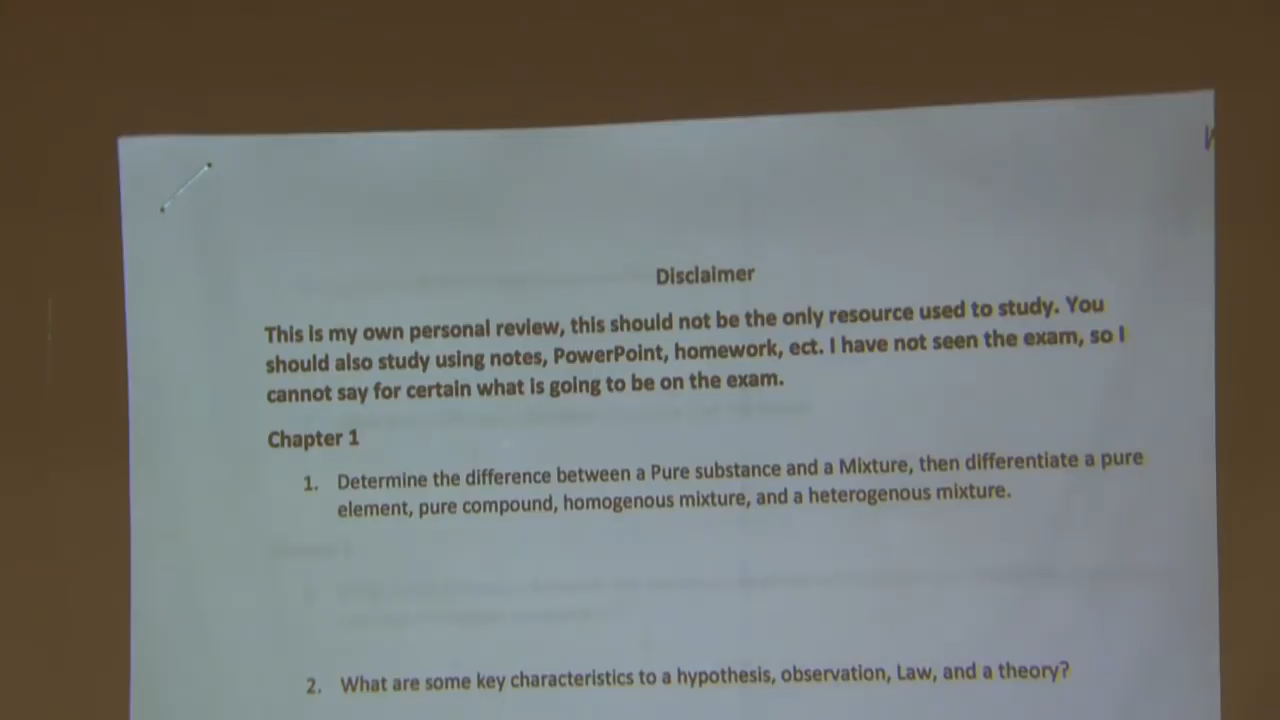 Disclaimer
This is my own personal review, this should not be the only resource used to study. You
should also study using notes, PowerPoint, homework, ect. I have not seen the exam, so I
cannot say for certain what is going to be on the exam.
Chapter 1
1. Determine the difference between a Pure substance and a Mixture, then differentiate a pure
element, pure compound, homogenous mixture, and a heterogenous mixture.
2. What are some key characteristics to a hypothesis, observation, Law, and a theory?